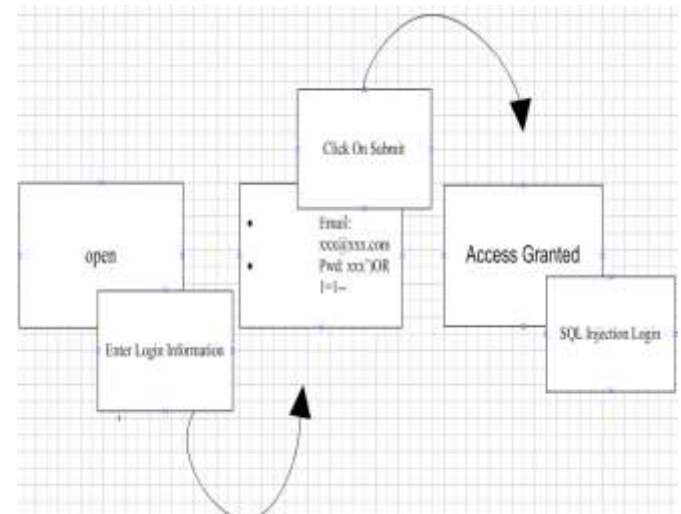 open
Enter Login Information
Click On Submit
• Email:
xxx@xxx.com
• Pwd: xxx')OR
1=1--
Access Granted
SQL Injection Login